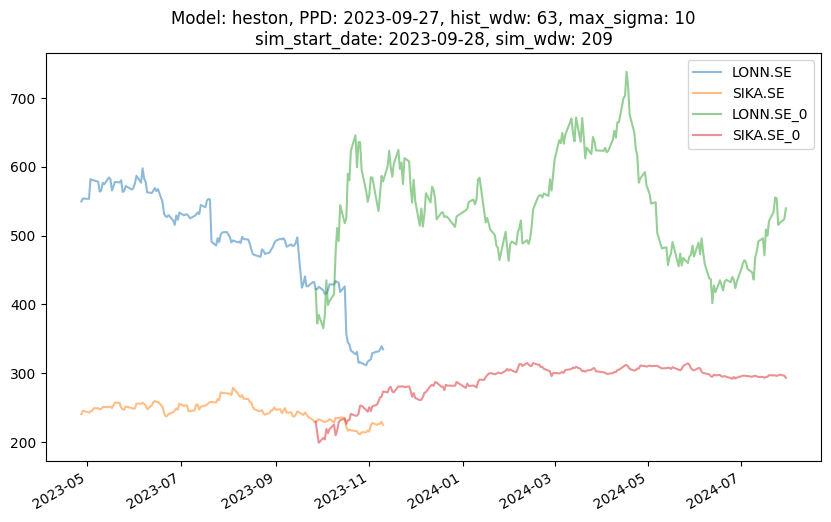 Model: heston, PPD: 2023-09-27, hist_wdw: 63, max_sigma: 10
sim_start_date: 2023-09-28, sim_wdw: 209
LONN.SE
SIKA.SE
LONN.SE_0
SIKA.SE_0
700
600
500
400
300
200
2023-05
2023-07
2023-09
2023-11
2024-01
2024-03
2024-05
2024-07